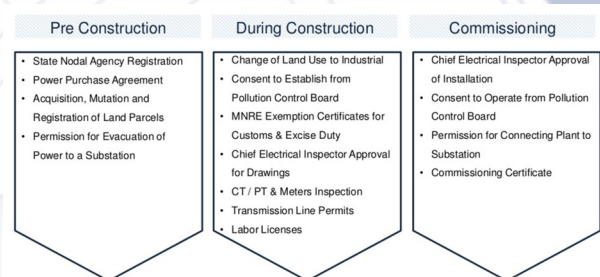 Pre Construction
• State Nodal Agency Registration
• Power Purchase Agreement
• Acquisition, Mutation and
Registration of Land Parcels
• Permission for Evacuation of
Power to a Substation
During Construction
• Change of Land Use to Industrial
• Consent to Establish from
Pollution Control Board
• MNRE Exemption Certificates for
Customs & Excise Duty
• Chief Electrical Inspector Approval
for Drawings
• CT / PT & Meters Inspection
• Transmission Line Permits
• Labor Licenses
Commissioning
• Chief Electrical Inspector Approval
of Installation
• Consent to Operate from Pollution
Control Board
• Permission for Connecting Plant to
Substation
• Commissioning Certificate